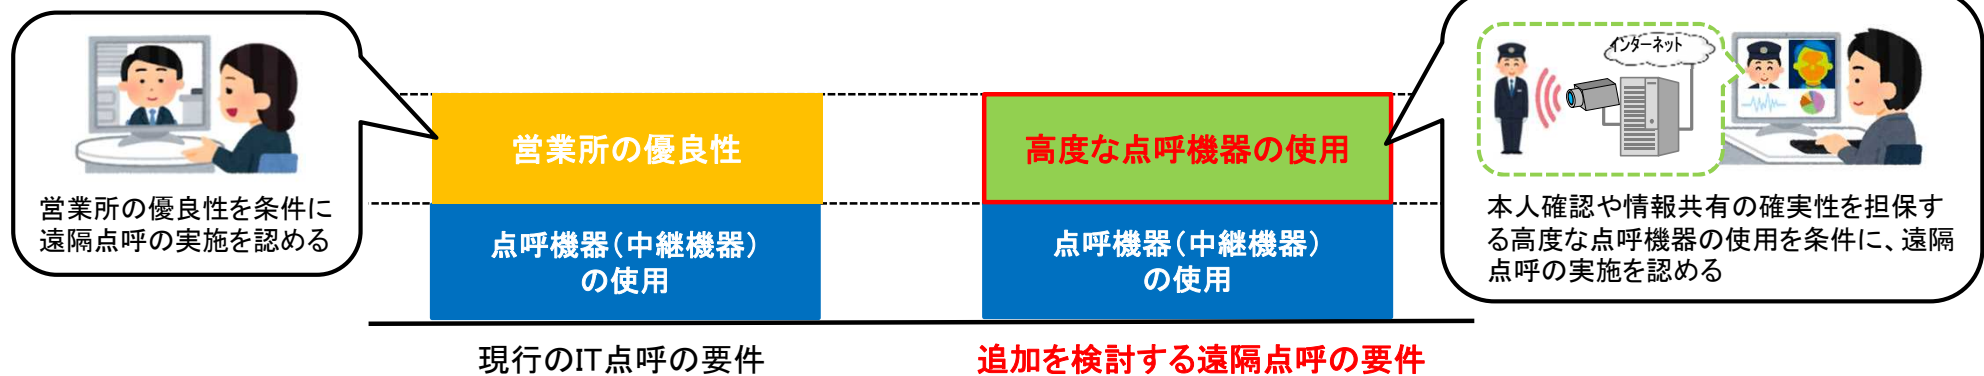 営業所の優良性を条件に
遠隔点呼の実施を認める
営業所の優良性
点呼機器(中継機器)
の使用
現行のIT点呼の要件
高度な点呼機器の使用
点呼機器(中継機器)
の使用
追加を検討する遠隔点呼の要件
インターネット
本人確認や情報共有の確実性を担保す
る高度な点呼機器の使用を条件に、遠隔
点呼の実施を認める